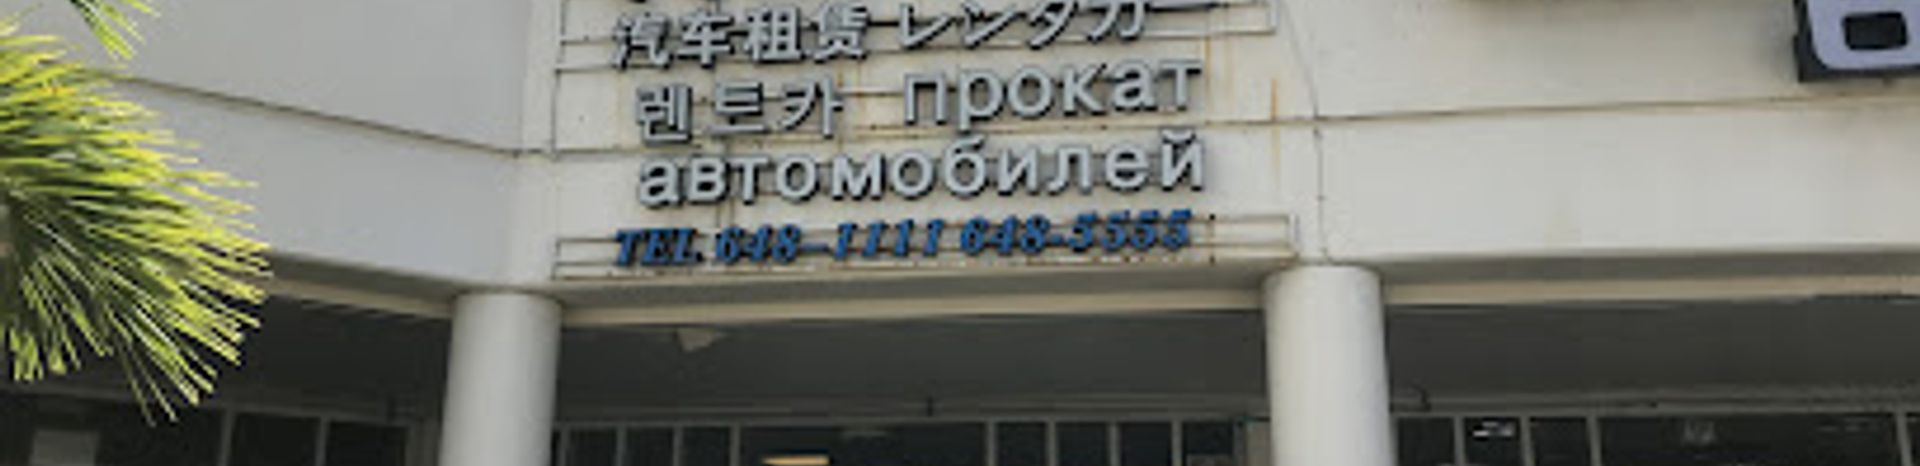 汽车租赁 レンタカー
렌트카 прокат
автомобилей
TEL 648-1111 648-5555